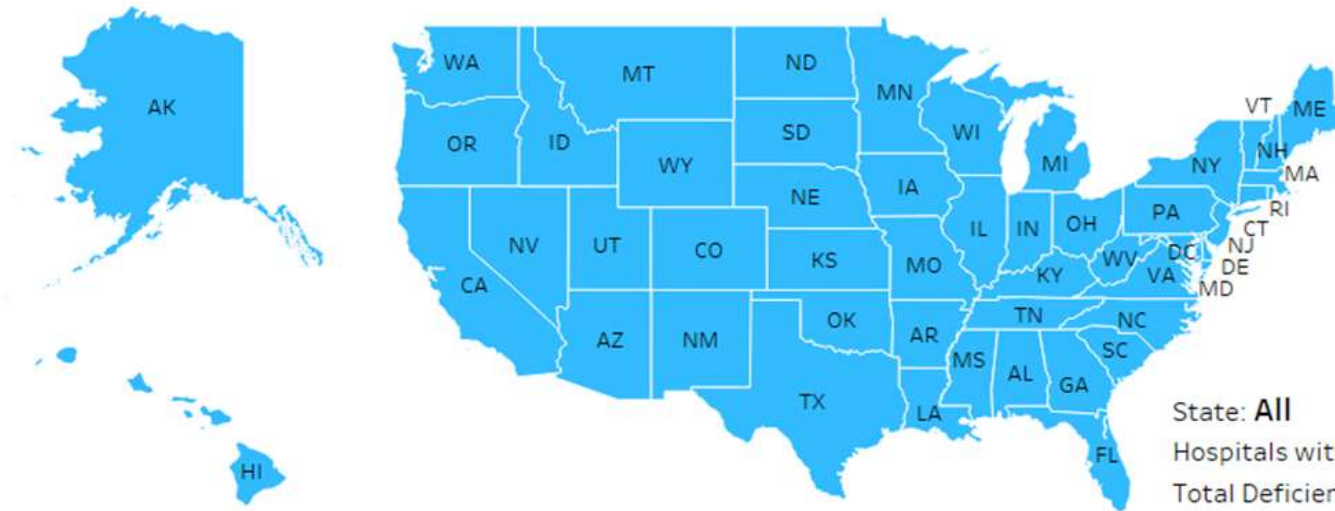 WA
MT
ND
MN
VT
ME
AK
OR
ID
SD
WI
NH
WY
MI
NY
MA
IA
NE
PA
RI
NV
UT
CO
IL
IN
OH
CT
KS
MO
WV
DC
NJ
CA
KY
VA
DE
MD
AZ
NM
OK
TN
NC
AR
SC
MS
AL
GA
TX
LA
State: All
FL
Hospitals wit
HI
Total Deficien